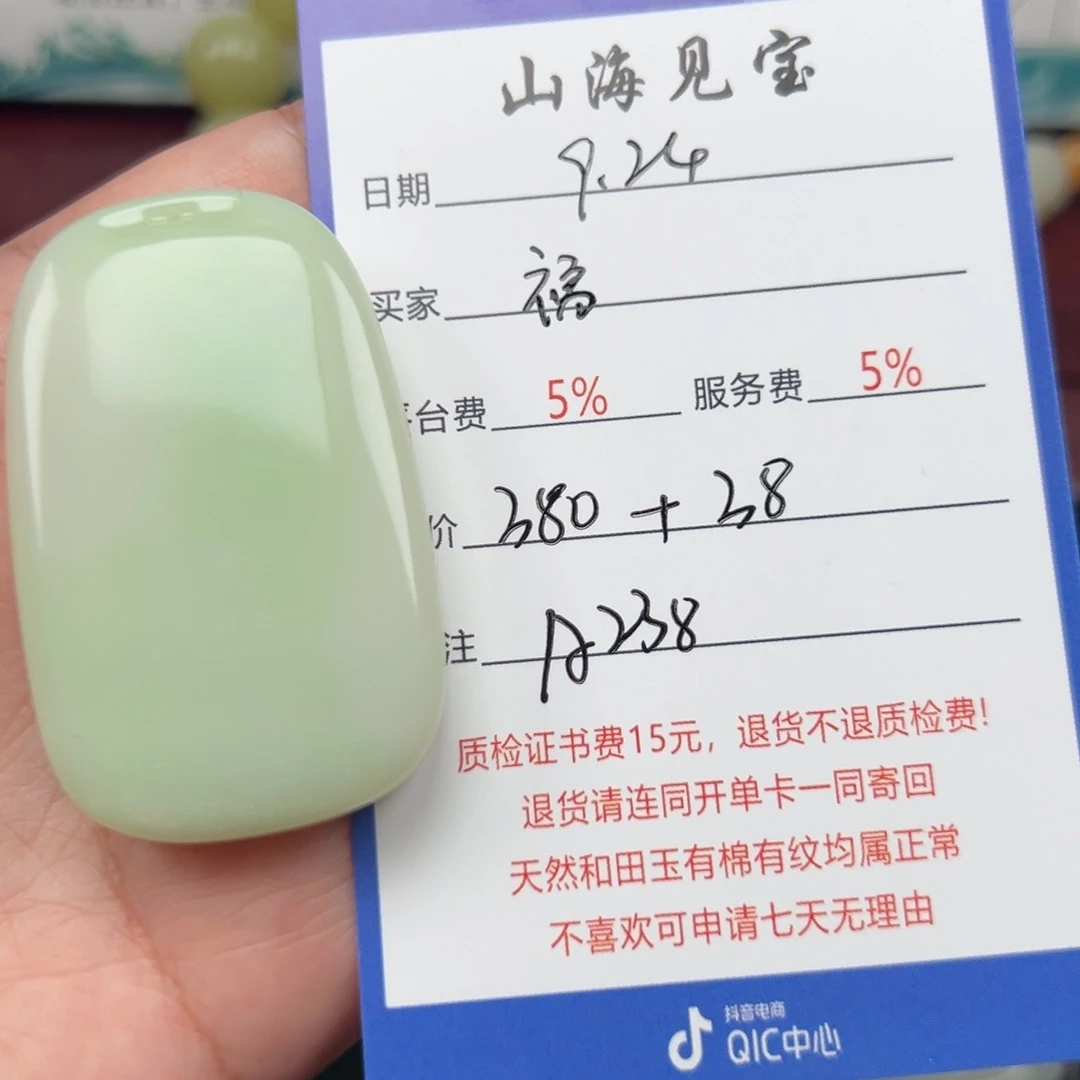 山海见宝
日期 9.24
买家 福
台费 5% 服务费 5%
价 380 + 38
注 A238
质检证书费15元，退货不退质检费！
退货请连同开单卡一同寄回
天然和田玉有棉有纹均属正常
不喜欢可申请七天无理由
抖音电商
QIC中心